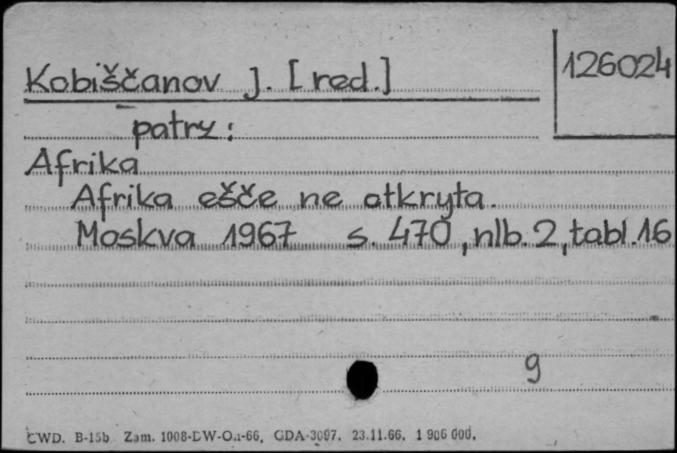 Kobiščanov J. [red.]
126024
patrz:
Afrika
Afrika ešče ne otkryta.
Moskva 1967 s. 470, nlb. 2, tabl. 16
9
CWD. B-15b Zam. 1008-DW-O.1-66. GDA-3097. 23.11.66. 1 906 000.